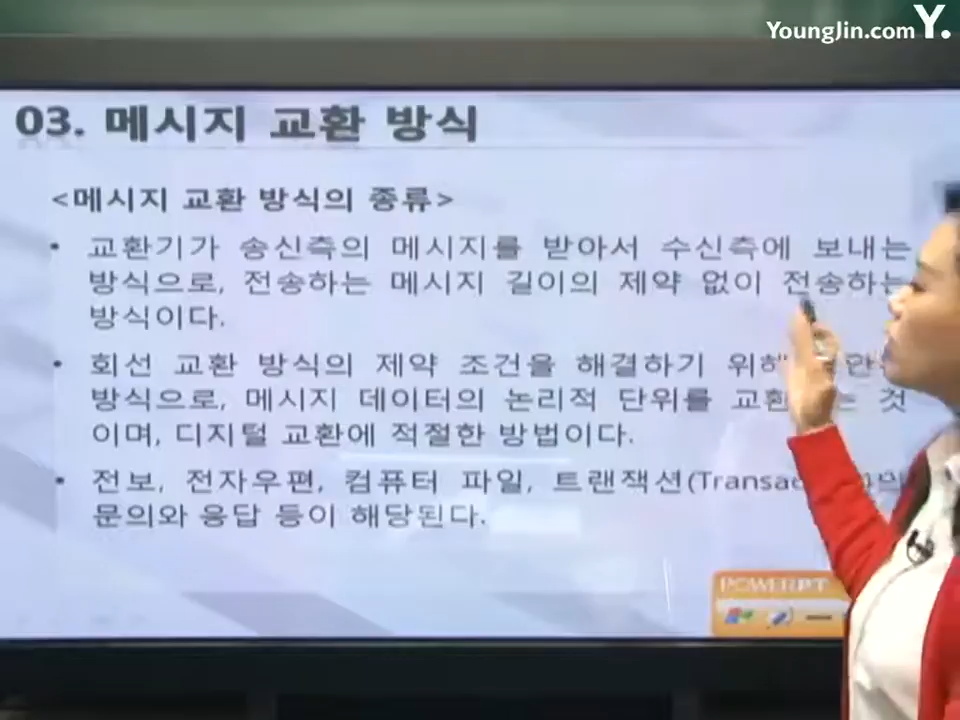 YoungJin.com Y.
03. 메시지 교환 방식
<메시지 교환 방식의 종류>
• 교환기가 송신측의 메시지를 받아서 수신측에 보내는
방식으로, 전송하는 메시지 길이의 제약 없이 전송하는
방식이다.
• 회선 교환 방식의 제약 조건을 해결하기 위해
방식으로, 메시지 데이터의 논리적 단위를 교환 것
이며, 디지털 교환에 적절한 방법이다.
• 전보, 전자우편, 컴퓨터 파일, 트랜잭션
문의와 응답 등이 해당된다.
POWERPT